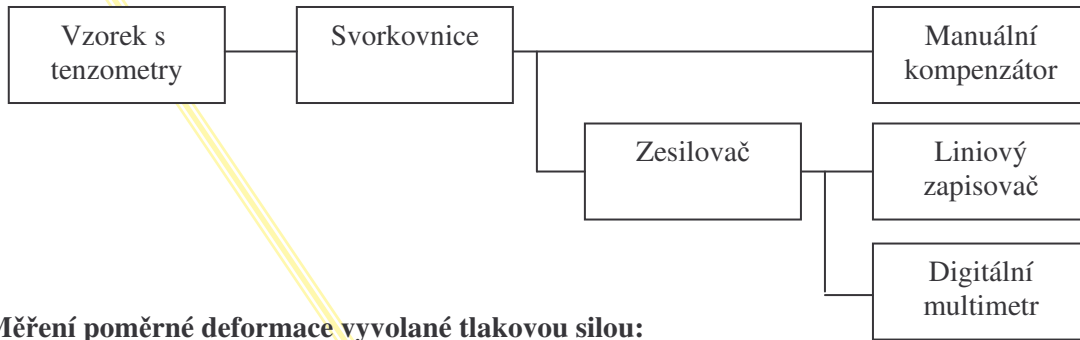 Vzorek s
tenzometry
Svorkovnice
Manuální
kompenzátor
Zesilovač
Liniový
zapisovač
Digitální
multimetr
Měření poměrné deformace vyvolané tlakovou silou: